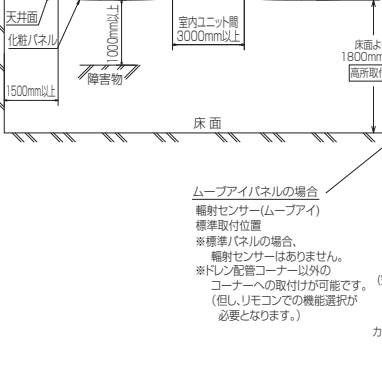 天井面
化粧パネル
1000mm以上
室内ユニット間
3000mm以上
床面よ
1800mm
高所取付
障害物
1500mm以上
床 面
ムーブアイパネルの場合
輻射センサー(ムーブアイ)
標準取付位置
※標準パネルの場合、
輻射センサーはありません。
※ドレン配管コーナー以外の
コーナーへの取付けが可能です。
(但し、リモコンでの機能選択が
必要となります。)
カ